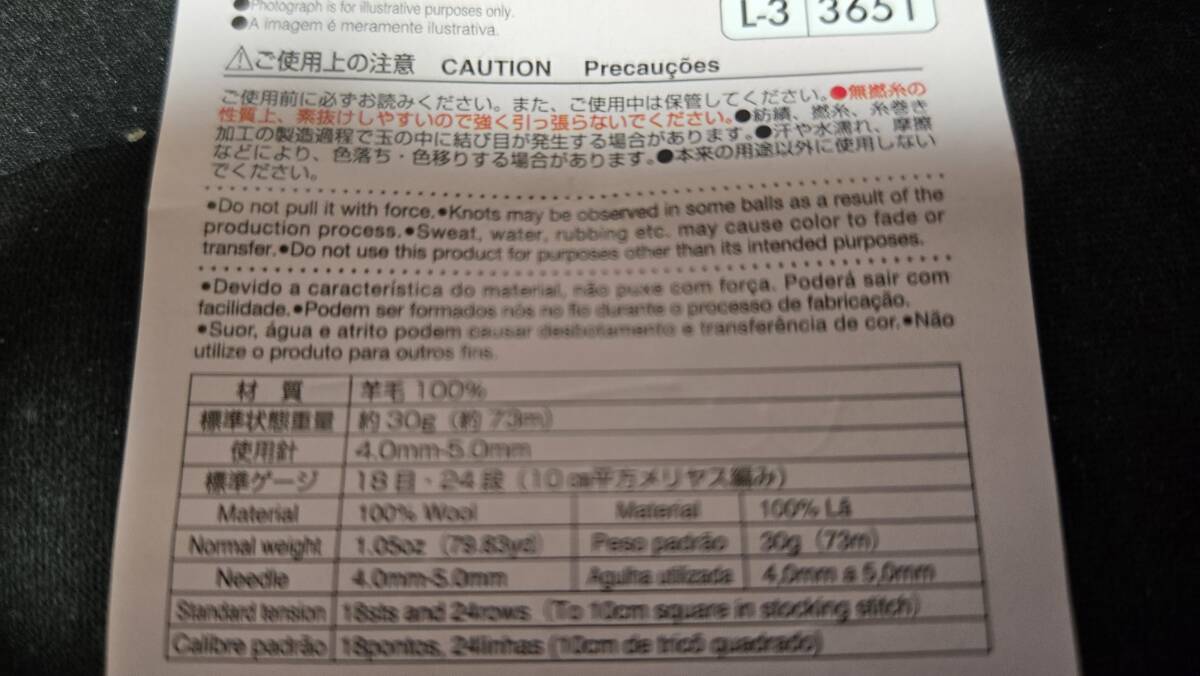 ●Photograph is for illustrative purposes only.
●A imagem é meramente ilustrativa.
L-3 3651
⚠ご使用上の注意 CAUTION Precauções
ご使用前に必ずお読みください。また、ご使用中は保管してください。●無撚糸の
性質上、素抜けしやすいので強く引っ張らないでください。●紡績、撚糸、糸巻き
加工の製造過程で玉の中に結び目が発生する場合があります。●汗や水濡れ、摩擦
などにより、色落ち・色移りする場合があります。●本来の用途以外に使用しない
でください。
●Do not pull it with force.●Knots may be observed in some balls as a result of the
production process.●Sweat, water, rubbing etc. may cause color to fade or
transfer.●Do not use this product for purposes other than its intended purposes.
●Devido a característica do material, não puxe com força. Poderá sair com
facilidade.●Podem ser formados nós no fio durante o processo de fabricação.
●Suor, água e atrito podem causar desbotamento e transferência de cor.●Não
utilize o produto para outros fins.
材 質 羊毛 100%
標準状態重量 約30g（約73m）
使用針 4.0mm-5.0mm
標準ゲージ 18目・24段（10㎝平方メリヤス編み）
Material 100% Wool Material 100% Lã
Normal weight 1.05oz (79.83yd) Peso padrão 30g (73m)
Needle 4.0mm-5.0mm Agulha utilizada 4,0mm a 5,0mm
Standard tension 18sts and 24rows (To 10cm square in stocking stitch)
Calibre padrão 18pontos, 24linhas (10cm de tricô quadrado)